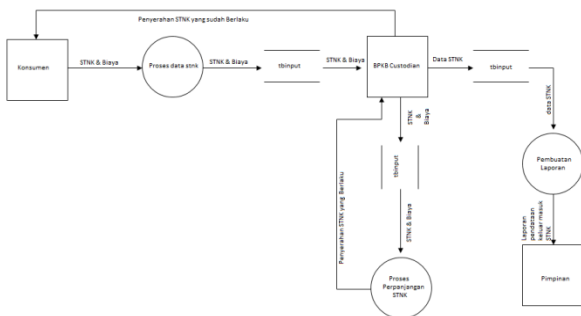 Penyerahan STNK yang sudah Berlaku
Konsumen
STNK & Biaya
Proses data stnk
STNK & Biaya
tbinput
STNK & Biaya
BPKB Custodian
Data STNK
tbinput
data STNK
Pembuatan
Laporan
Laporan
pendataan
keluar masuk
STNK
Pimpinan
STNK
&
Biaya
tbinput
STNK & Biaya
Proses
Perpanjangan
STNK
Penyerahan STNK yang Berlaku